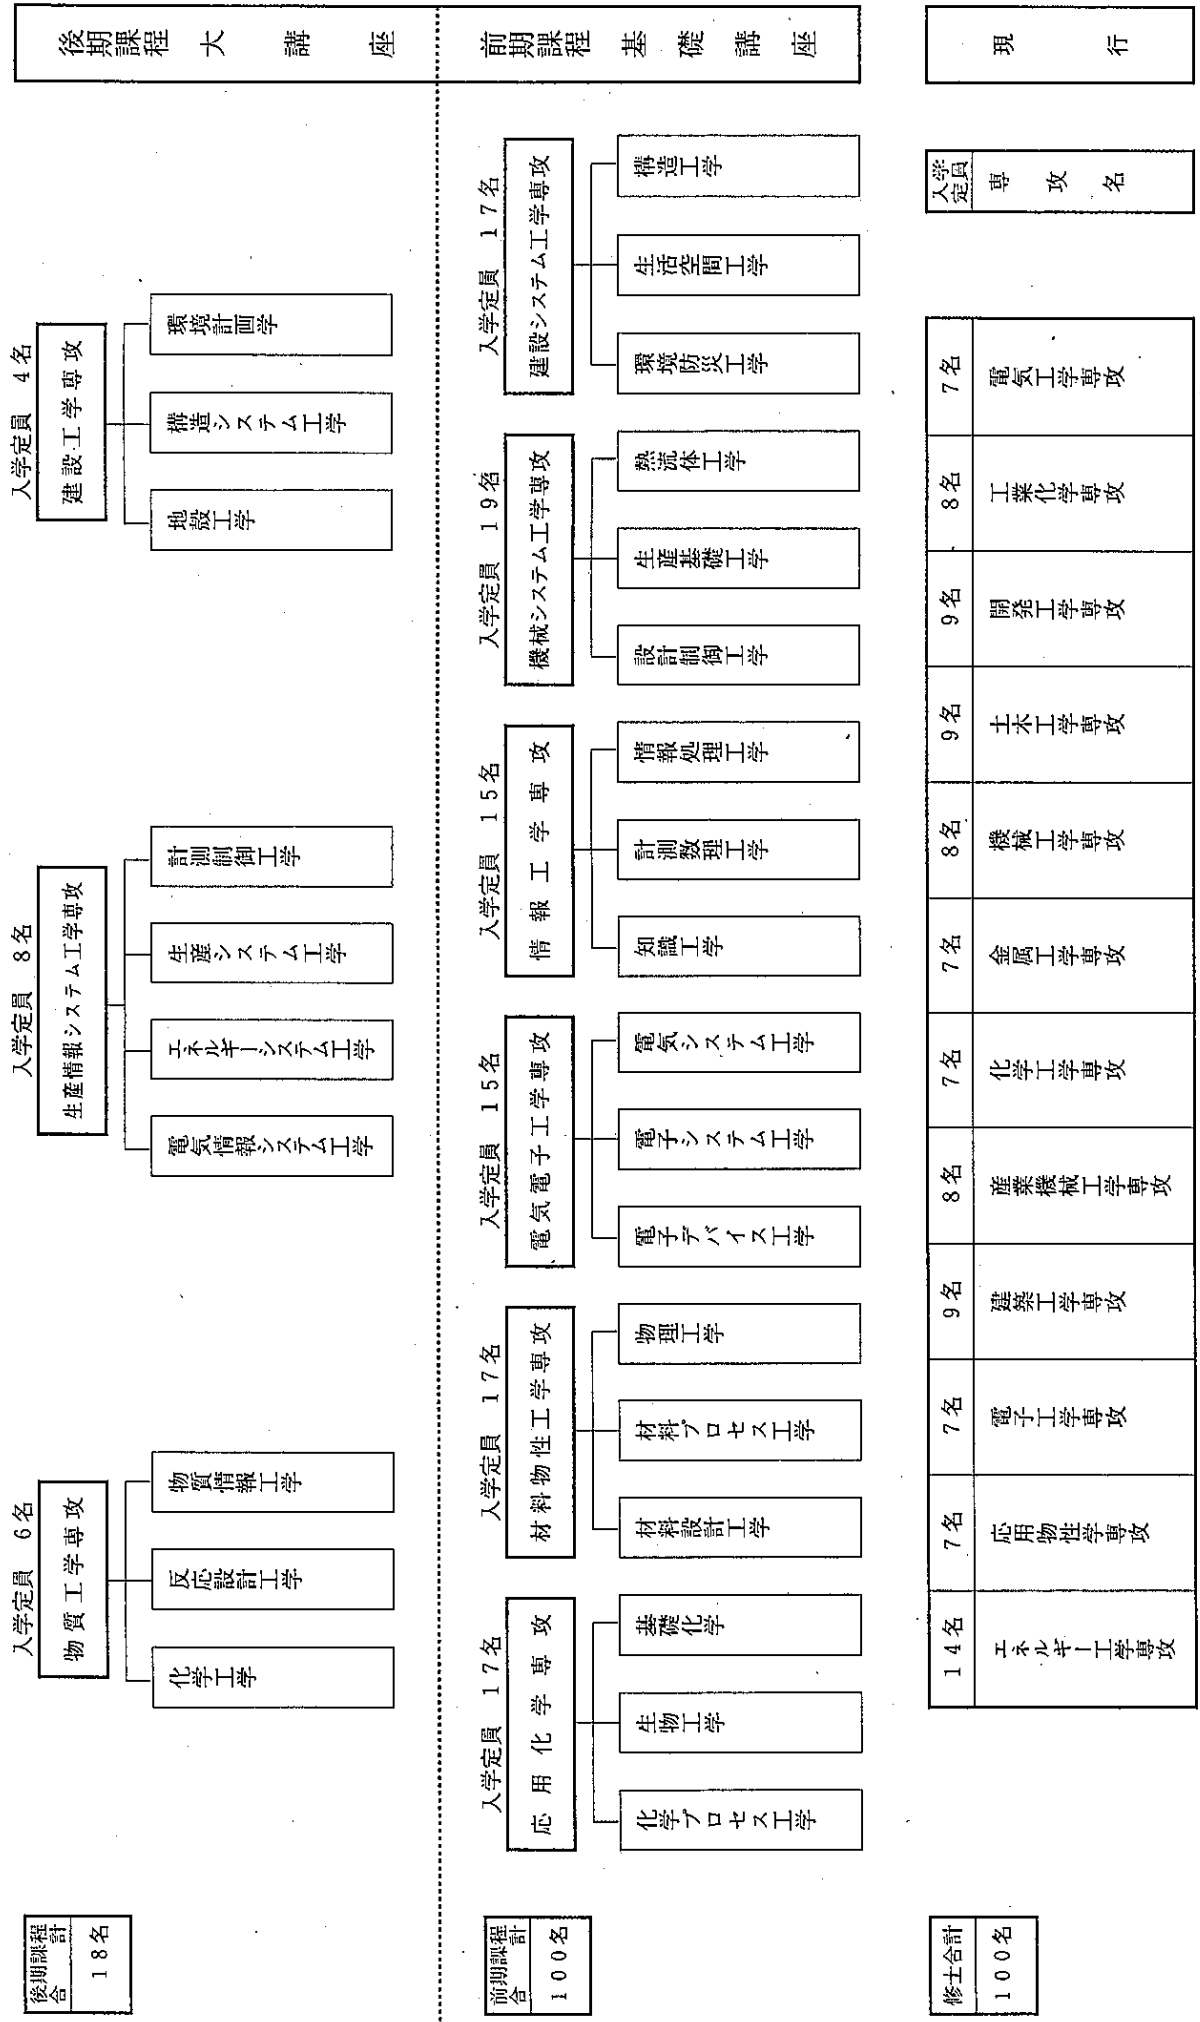 後期課程 大講座
入学定員 4名
建設工学専攻
環境計画学
構造システム工学
地殻工学
入学定員 8名
生産情報システム工学専攻
計測制御工学
生産システム工学
エネルギーシステム工学
電気情報システム工学
入学定員 6名
物質工学専攻
物質情報工学
反応設計工学
化学工学
後期課程
合計
18名
前期課程 基礎講座
入学定員 17名
建設システム工学専攻
構造工学
生活空間工学
環境防災工学
入学定員 19名
機械システム工学専攻
熱流体工学
生産基礎工学
設計制御工学
入学定員 15名
情報工学専攻
情報処理工学
計測数理工学
知識工学
入学定員 15名
電気電子工学専攻
電気システム工学
電子システム工学
電子デバイス工学
入学定員 17名
材料物性工学専攻
物理工学
材料プロセス工学
材料設計工学
入学定員 17名
応用化学専攻
基礎化学
生物工学
化学プロセス工学
前期課程
合計
100名
現行
入学定員
専攻名
7名
電気工学専攻
8名
工業化学専攻
9名
開発工学専攻
9名
土木工学専攻
8名
機械工学専攻
7名
金属工学専攻
7名
化学工学専攻
8名
産業機械工学専攻
9名
建築工学専攻
7名
電子工学専攻
7名
応用物性学専攻
14名
エネルギー工学専攻
修士合計
100名